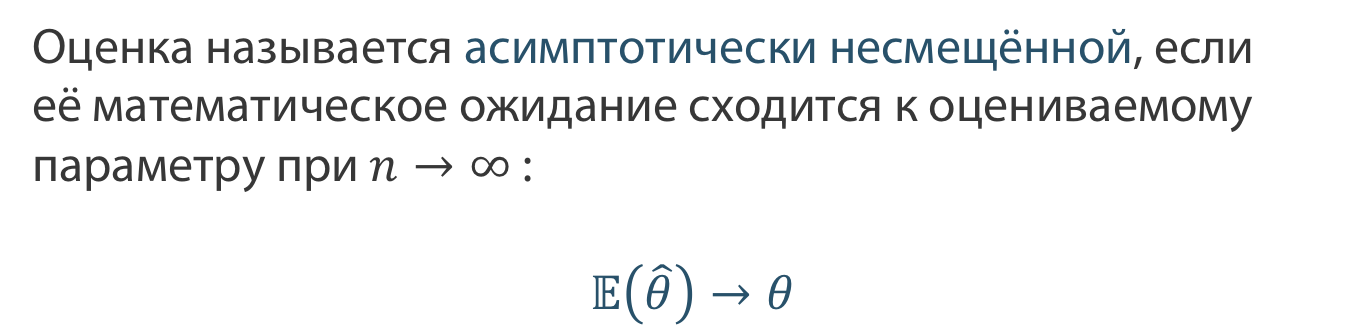 Оценка называется асимптотически несмещённой, если
её математическое ожидание сходится к оцениваемому
параметру при n → ∞ :
𝔼(θ̂) → θ